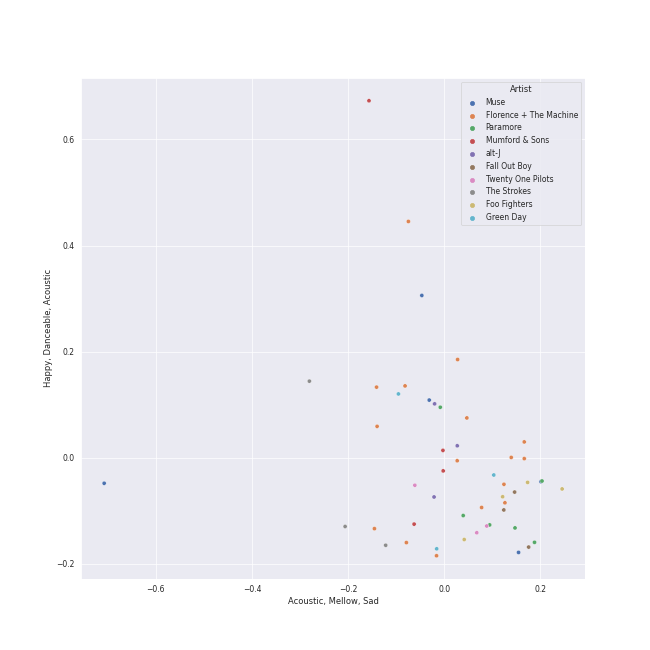 Artist
Muse
Florence + The Machine
Paramore
Mumford & Sons
alt-J
Fall Out Boy
Twenty One Pilots
The Strokes
Foo Fighters
Green Day
Happy, Danceable, Acoustic
0.6
0.4
0.2
0.0
−0.2
−0.6
−0.4
−0.2
0.0
0.2
Acoustic, Mellow, Sad